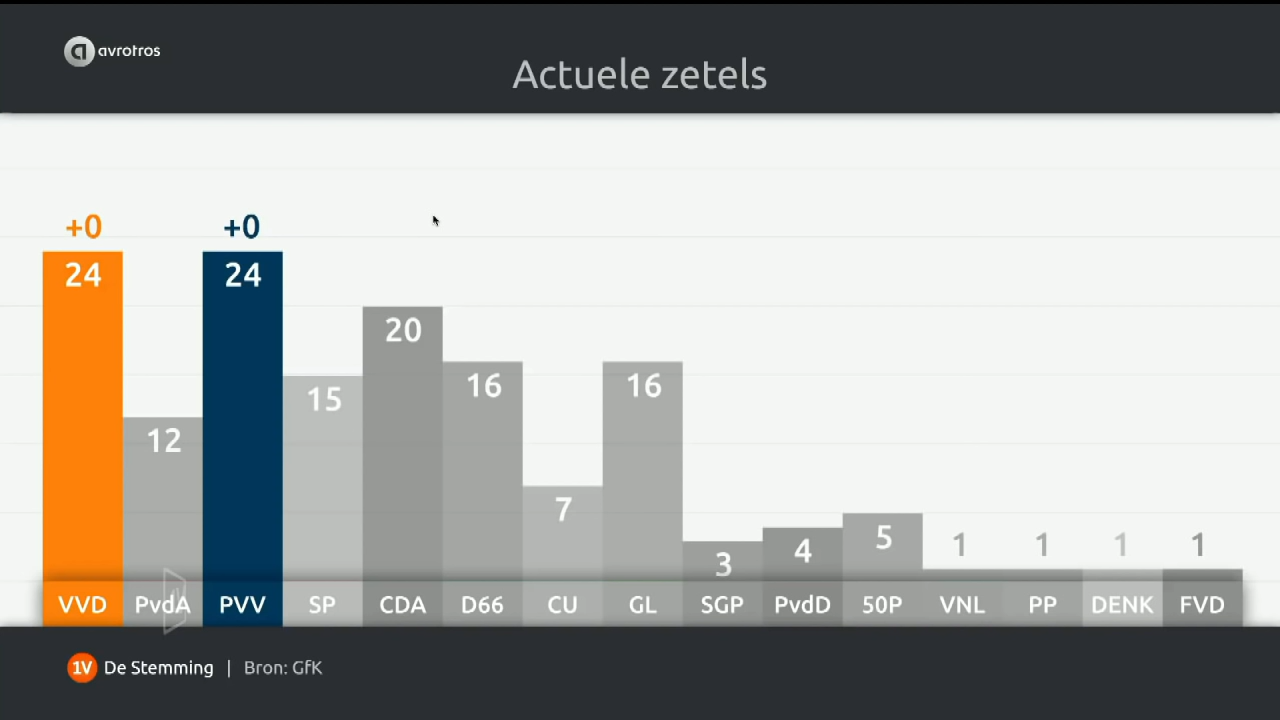 avrotros
Actuele zetels
+0 +0
24 12 24 15 20 16 7 16 3 4 5 1 1 1 1
VVD PvdA PVV SP CDA D66 CU GL SGP PvdD 50P VNL PP DENK FVD
1V De Stemming | Bron: GfK